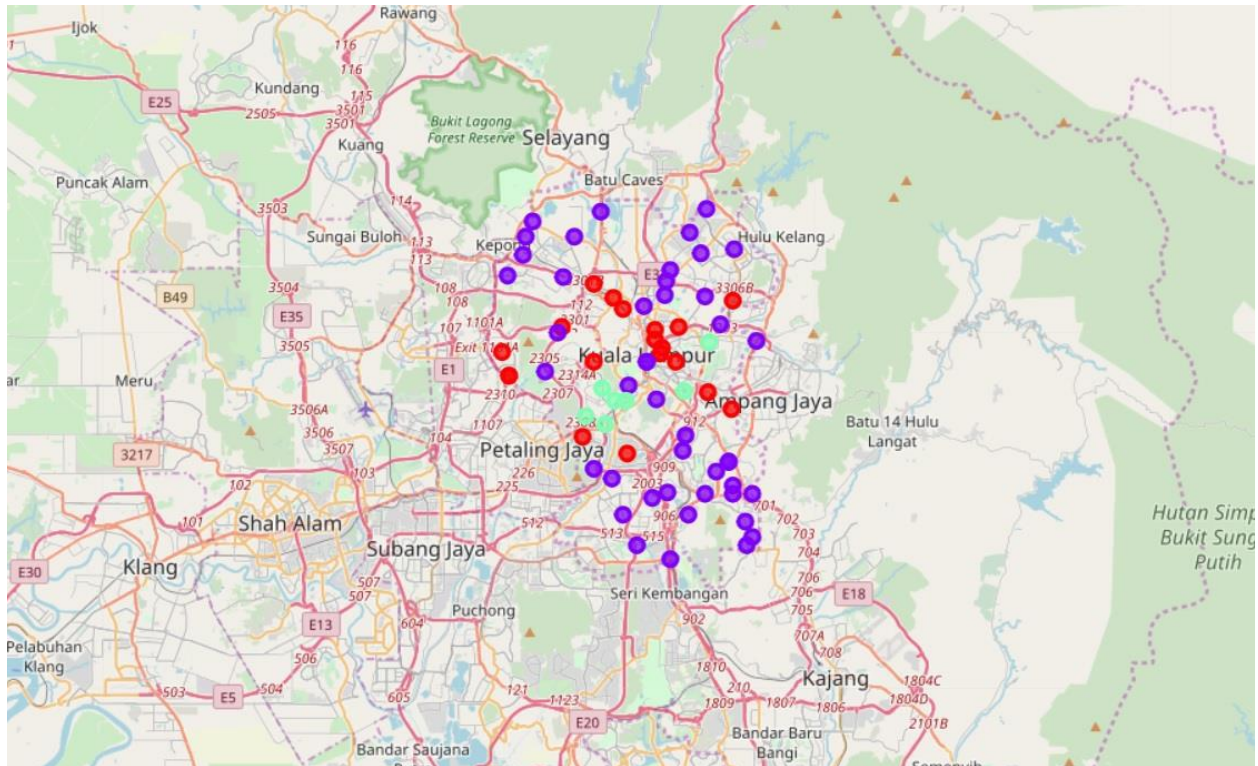 Rawang
Ijok
116
116
Kundang
E25
115
2505
3501
3501
Bukit Lagong
Forest Reserve
Selayang
Kuang
Puncak Alam
Batu Caves
114
3503
Sungai Buloh
113
113
Kepong
Hulu Kelang
108
B49
3504
112
3306B
E35
108
107
1101A
2301
3505
2305
Kuala Lumpur
E1
2314A
Meru
2310
2307
3506A
Ampang Jaya
1107
3506
912
Batu 14 Hulu
Langat
104
3507
Petaling Jaya
3217
103
226
909
102
225
2003
701
101
Shah Alam
512
906
702
Hutan Simp
513
515
703
Bukit Sung
Putih
Subang Jaya
704
E30
Klang
507
706
507
Seri Kembangan
E18
Puchong
705
604
902
E13
707A
Pelabuhan
Klang
506
708
1810
Kajang
121
210
1804C
503
E5
504
605
1123
1809
1807
1806
1804D
E20
2101B
Bandar Baru
Bangi
Bandar Saujana